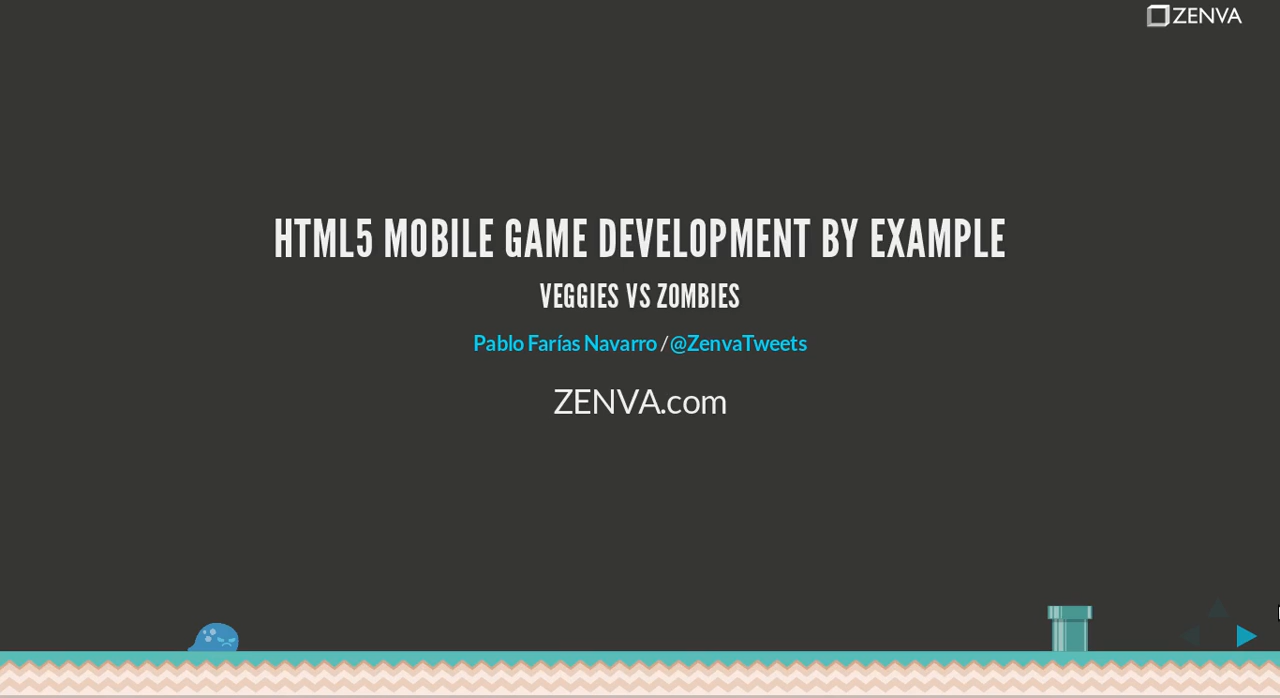 ZENVA
HTML5 MOBILE GAME DEVELOPMENT BY EXAMPLE
VEGGIES VS ZOMBIES
Pablo Farías Navarro / @ZenvaTweets
ZENVA.com